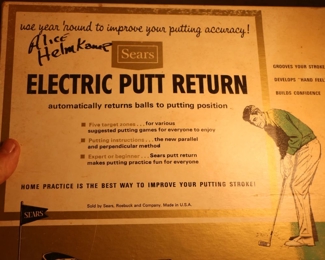 use year 'round to improve your putting accuracy!
Alice
Helmkamp
Sears
ELECTRIC PUTT RETURN
automatically returns balls to putting position
Five target zones . . . for various
suggested putting games for everyone to enjoy
Putting instructions . . . the new parallel
and perpendicular method
Expert or beginner . . . Sears putt return
makes putting practice fun for everyone
HOME PRACTICE IS THE BEST WAY TO IMPROVE YOUR PUTTING STROKE!
Sold by Sears, Roebuck and Company. Made in U.S.A.
SEARS
GROOVES YOUR STROKE
DEVELOPS "HAND FEEL
BUILDS CONFIDENCE